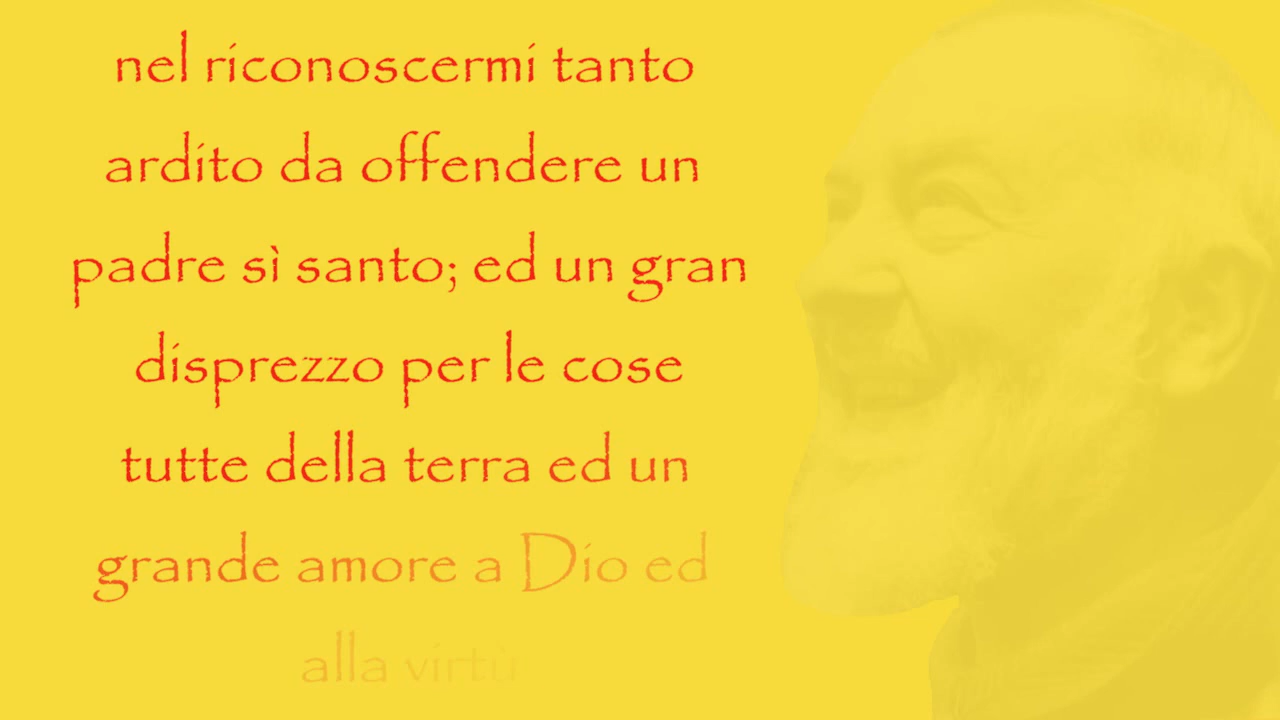 nel riconoscermi tanto
ardito da offendere un
padre sì santo; ed un gran
disprezzo per le cose
tutte della terra ed un
grande amore a Dio ed
alla virtù